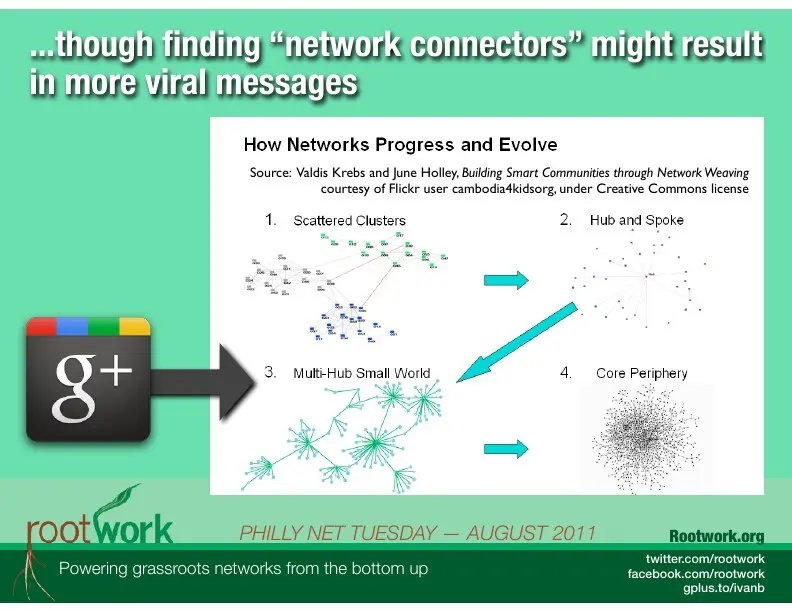 ...though finding “network connectors” might result
in more viral messages
How Networks Progress and Evolve
Source: Valdis Krebs and June Holley, Building Smart Communities through Network Weaving
courtesy of Flickr user cambodia4kidsorg, under Creative Commons license
1. Scattered Clusters
2. Hub and Spoke
3. Multi-Hub Small World
4. Core Periphery
g+
rootwork
PHILLY NET TUESDAY — AUGUST 2011
Rootwork.org
Powering grassroots networks from the bottom up
twitter.com/rootwork
facebook.com/rootwork
gplus.to/ivanb